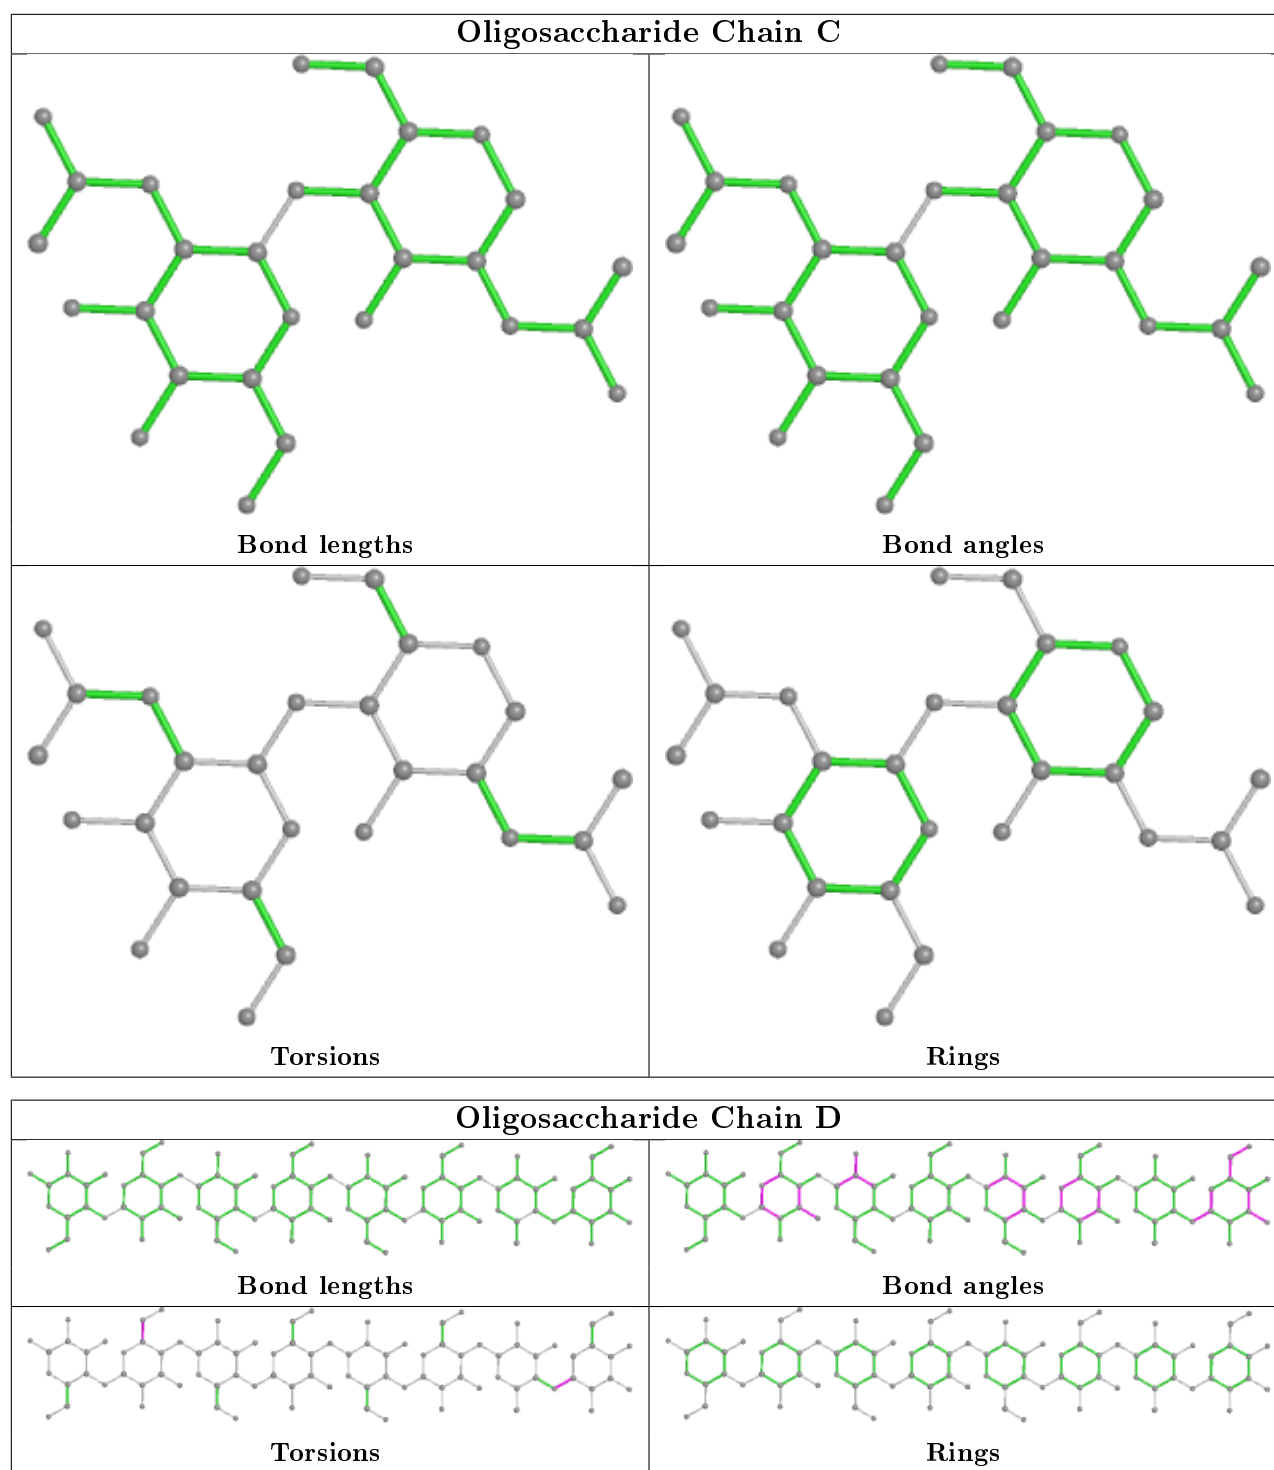 Oligosaccharide Chain C
Bond lengths
Bond angles
Torsions
Rings
Oligosaccharide Chain D
Bond lengths
Bond angles
Torsions
Rings